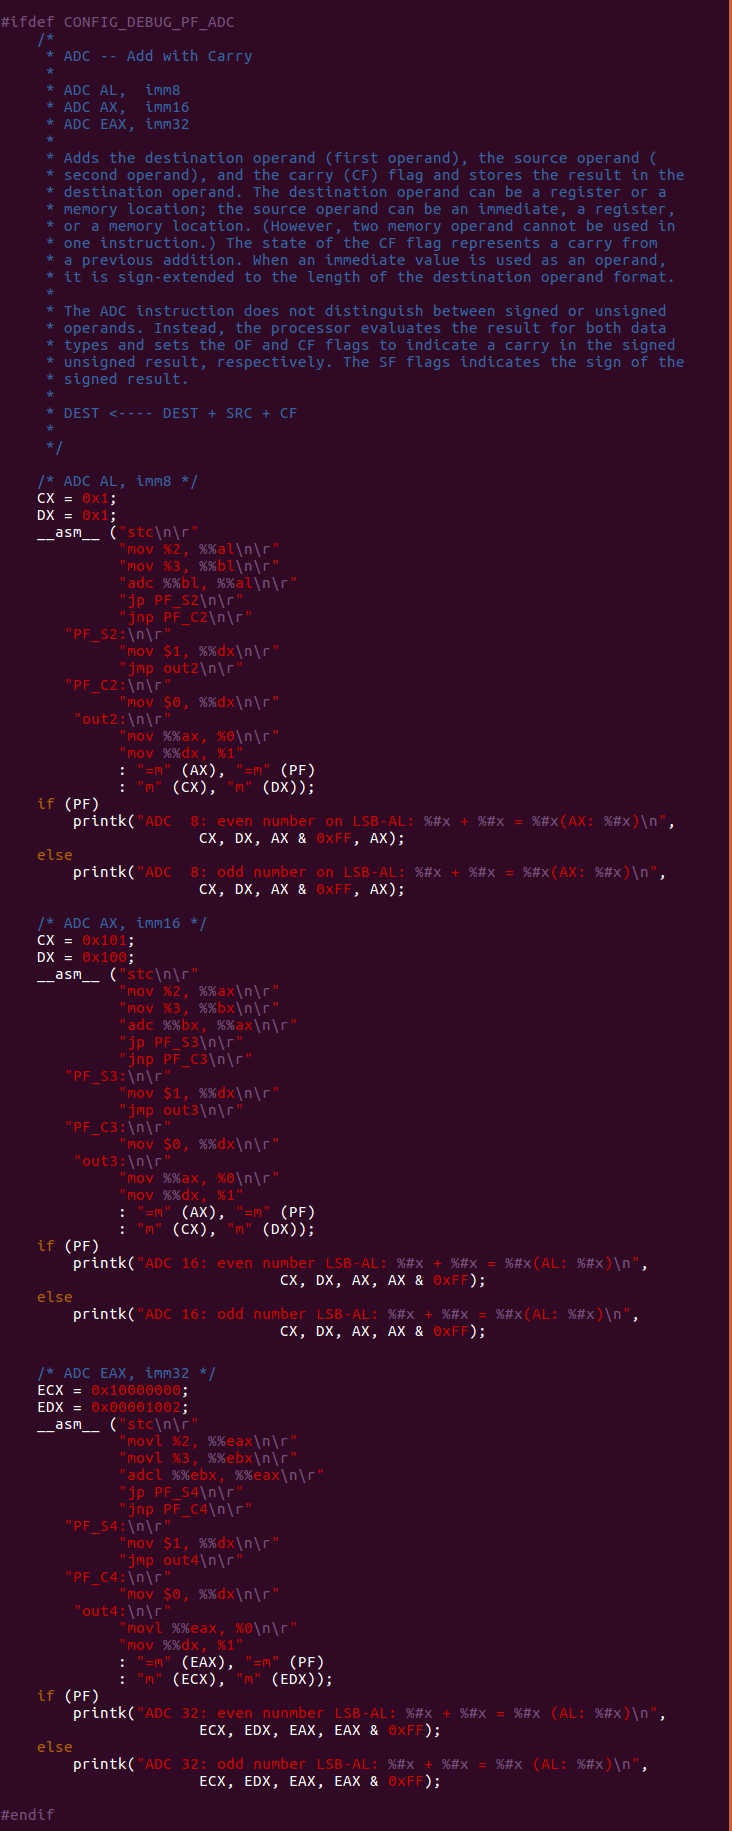 #ifdef CONFIG_DEBUG_PF_ADC
    /*
     * ADC -- Add with Carry
     *
     * ADC AL,  imm8
     * ADC AX,  imm16
     * ADC EAX, imm32
     *
     * Adds the destination operand (first operand), the source operand (
     * second operand), and the carry (CF) flag and stores the result in the
     * destination operand. The destination operand can be a register or a
     * memory location; the source operand can be an immediate, a register,
     * or a memory location. (However, two memory operand cannot be used in
     * one instruction.) The state of the CF flag represents a carry from
     * a previous addition. When an immediate value is used as an operand,
     * it is sign-extended to the length of the destination operand format.
     *
     * The ADC instruction does not distinguish between signed or unsigned
     * operands. Instead, the processor evaluates the result for both data
     * types and sets the OF and CF flags to indicate a carry in the signed
     * unsigned result, respectively. The SF flags indicates the sign of the
     * signed result.
     *
     * DEST <---- DEST + SRC + CF
     *
     */

    /* ADC AL, imm8 */
    CX = 0x1;
    DX = 0x1;
    __asm__ ("stc\n\r"
             "mov %2, %%al\n\r"
             "mov %3, %%bl\n\r"
             "adc %%bl, %%al\n\r"
             "jp PF_S2\n\r"
             "jnp PF_C2\n\r"
       "PF_S2:\n\r"
             "mov $1, %%dx\n\r"
             "jmp out2\n\r"
       "PF_C2:\n\r"
             "mov $0, %%dx\n\r"
        "out2:\n\r"
             "mov %%ax, %0\n\r"
             "mov %%dx, %1"
             : "=m" (AX), "=m" (PF)
             : "m" (CX), "m" (DX));
    if (PF)
        printk("ADC  8: even number on LSB-AL: %#x + %#x = %#x(AX: %#x)\n",
                      CX, DX, AX & 0xFF, AX);
    else
        printk("ADC  8: odd number on LSB-AL: %#x + %#x = %#x(AX: %#x)\n",
                      CX, DX, AX & 0xFF, AX);

    /* ADC AX, imm16 */
    CX = 0x101;
    DX = 0x100;
    __asm__ ("stc\n\r"
             "mov %2, %%ax\n\r"
             "mov %3, %%bx\n\r"
             "adc %%bx, %%ax\n\r"
             "jp PF_S3\n\r"
             "jnp PF_C3\n\r"
       "PF_S3:\n\r"
             "mov $1, %%dx\n\r"
             "jmp out3\n\r"
       "PF_C3:\n\r"
             "mov $0, %%dx\n\r"
        "out3:\n\r"
             "mov %%ax, %0\n\r"
             "mov %%dx, %1"
             : "=m" (AX), "=m" (PF)
             : "m" (CX), "m" (DX));
    if (PF)
        printk("ADC 16: even number LSB-AL: %#x + %#x = %#x(AL: %#x)\n",
                               CX, DX, AX, AX & 0xFF);
    else
        printk("ADC 16: odd number LSB-AL: %#x + %#x = %#x(AL: %#x)\n",
                               CX, DX, AX, AX & 0xFF);

    /* ADC EAX, imm32 */
    ECX = 0x10000000;
    EDX = 0x00001002;
    __asm__ ("stc\n\r"
             "movl %2, %%eax\n\r"
             "movl %3, %%ebx\n\r"
             "adcl %%ebx, %%eax\n\r"
             "jp PF_S4\n\r"
             "jnp PF_C4\n\r"
       "PF_S4:\n\r"
             "mov $1, %%dx\n\r"
             "jmp out4\n\r"
       "PF_C4:\n\r"
             "mov $0, %%dx\n\r"
        "out4:\n\r"
             "movl %%eax, %0\n\r"
             "mov %%dx, %1"
             : "=m" (EAX), "=m" (PF)
             : "m" (ECX), "m" (EDX));
    if (PF)
        printk("ADC 32: even nunmber LSB-AL: %#x + %#x = %#x (AL: %#x)\n",
                      ECX, EDX, EAX, EAX & 0xFF);
    else
        printk("ADC 32: odd number LSB-AL: %#x + %#x = %#x (AL: %#x)\n",
                      ECX, EDX, EAX, EAX & 0xFF);

#endif